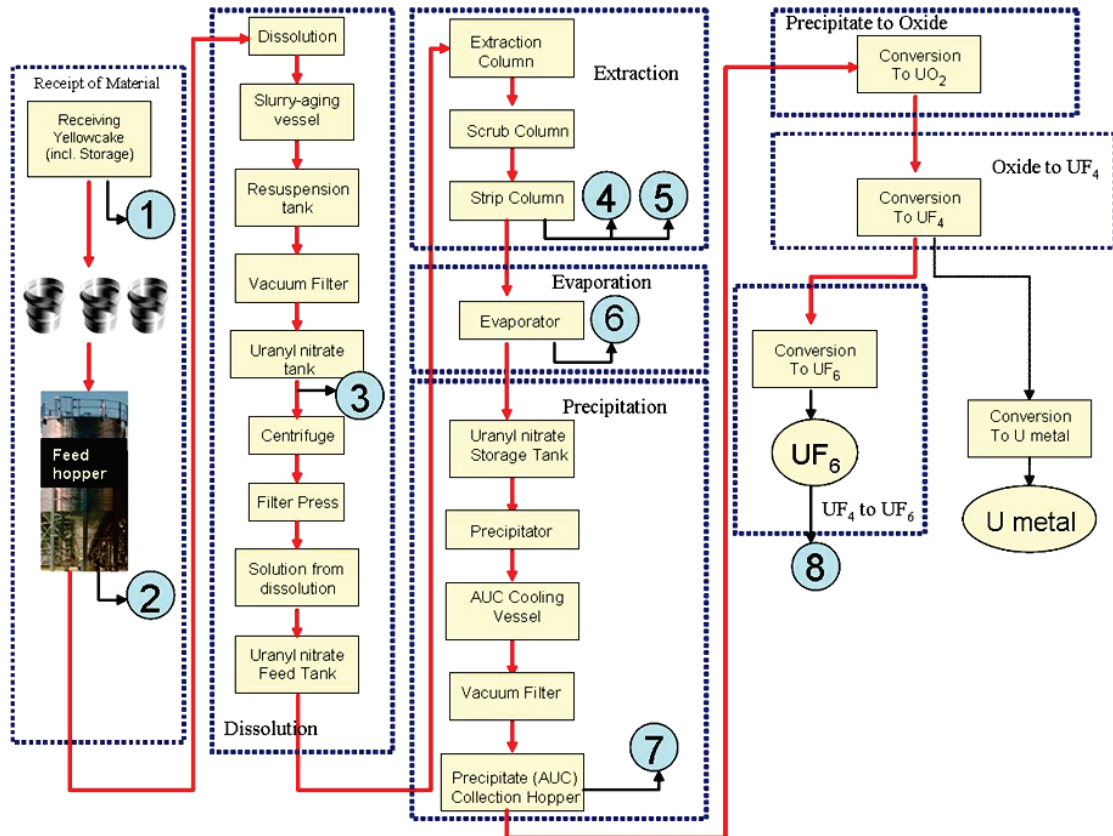 Receipt of Material
Receiving
Yellowcake
(incl. Storage)
1
Feed
hopper
2
Dissolution
Slurry-aging
vessel
Resuspension
tank
Vacuum Filter
Uranyl nitrate
tank
3
Centrifuge
Filter Press
Solution from
dissolution
Uranyl nitrate
Feed Tank
Dissolution
Extraction
Column
Extraction
Scrub Column
Strip Column
4
5
Evaporation
Evaporator
6
Precipitation
Uranyl nitrate
Storage Tank
Precipitator
AUC Cooling
Vessel
Vacuum Filter
7
Precipitate (AUC)
Collection Hopper
Precipitate to Oxide
Conversion
To UO₂
Oxide to UF₄
Conversion
To UF₄
Conversion
To UF₆
UF₆
UF₄ to UF₆
8
Conversion
To U metal
U metal